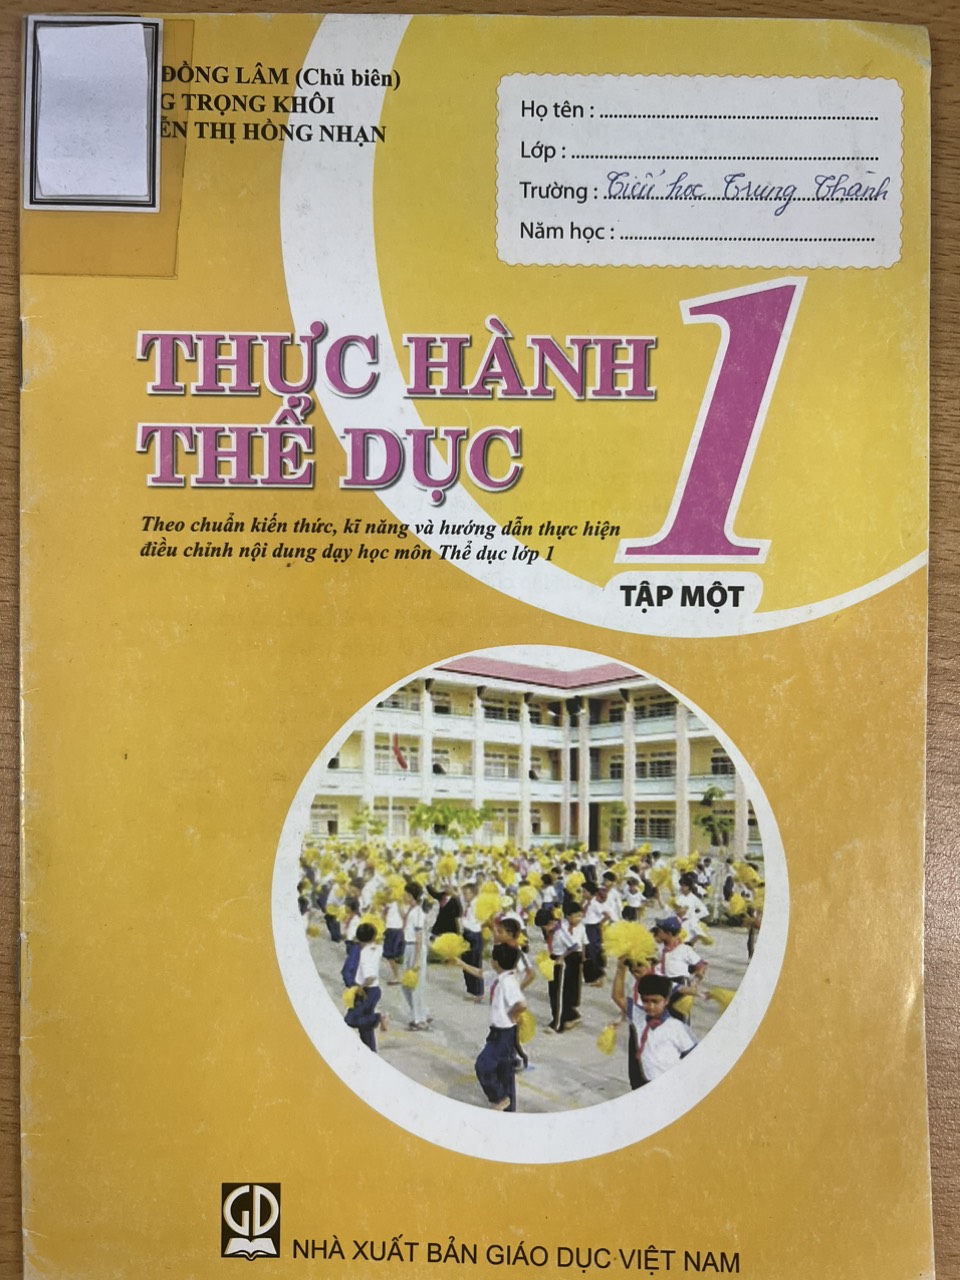 ĐỒNG LÂM (Chủ biên)
TRỌNG KHÔI
THỊ HỒNG NHẠN
Họ tên :
Lớp :
Trường : Tiểu học Trung Thành
Năm học :
THỰC HÀNH
THỂ DỤC
1
Theo chuẩn kiến thức, kĩ năng và hướng dẫn thực hiện
điều chỉnh nội dung dạy học môn Thể dục lớp 1
TẬP MỘT
GD
NHÀ XUẤT BẢN GIÁO DỤC VIỆT NAM